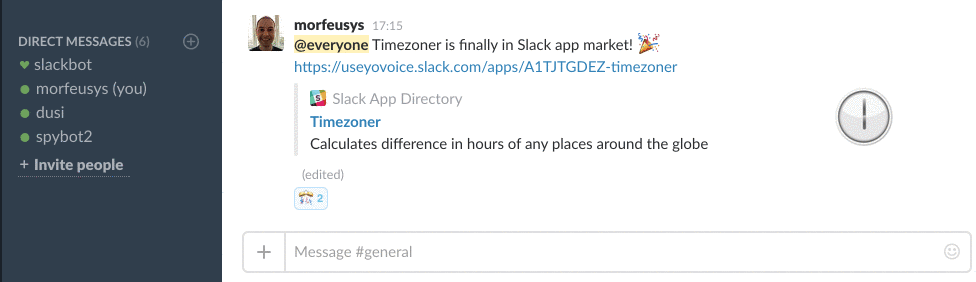 DIRECT MESSAGES (6)
slackbot
morfeusys (you)
dusi
spybot2
+ Invite people
morfeusys 17:15
@everyone Timezoner is finally in Slack app market!
https://useyovoice.slack.com/apps/A1TJTGDEZ-timezoner
Slack App Directory
Timezoner
Calculates difference in hours of any places around the globe
(edited)
2
Message #general